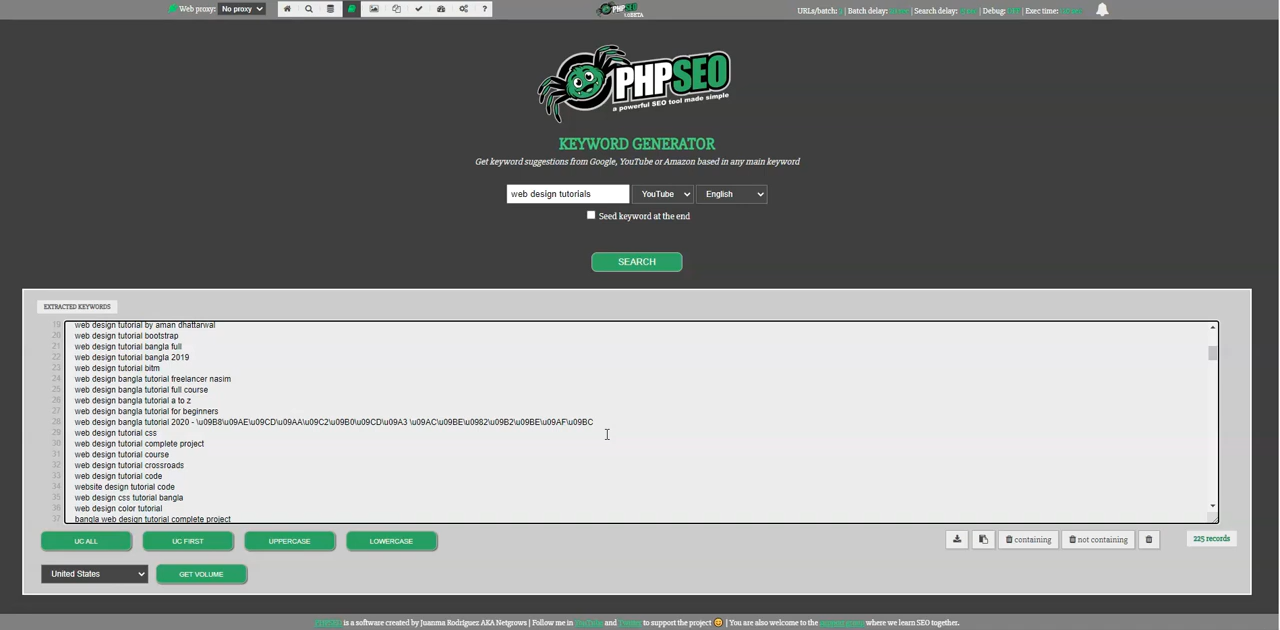 Web proxy: No proxy
PHPSEO
1.0BETA
URLs/batch: | Batch delay: | Search delay: | Debug: | Exec time:
PHPSEO
a powerful SEO tool made simple
KEYWORD GENERATOR
Get keyword suggestions from Google, YouTube or Amazon based in any main keyword
web design tutorials YouTube English
Seed keyword at the end
SEARCH
EXTRACTED KEYWORDS
19 web design tutorial by aman dhattarwal
20 web design tutorial bootstrap
21 web design tutorial bangla full
22 web design tutorial bangla 2019
23 web design tutorial bitm
24 web design bangla tutorial freelancer nasim
25 web design bangla tutorial full course
26 web design bangla tutorial a to z
27 web design bangla tutorial for beginners
28 web design bangla tutorial 2020 - \u09B8\u09AE\u09CD\u09AA\u09C2\u09B0\u09CD\u09A3 \u09AC\u09BE\u0982\u09B2\u09BE\u09AF\u09BC
29 web design tutorial css
30 web design tutorial complete project
31 web design tutorial course
32 web design tutorial crossroads
33 web design tutorial code
34 website design tutorial code
35 web design css tutorial bangla
36 web design color tutorial
37 bangla web design tutorial complete project
UC ALL UC FIRST UPPERCASE LOWERCASE containing not containing 225 records
United States GET VOLUME
PHPSEO is a software created by Juanma Rodríguez AKA Netgrows | Follow me in YouTube and to support the project 😊 | You are also welcome to the where we learn SEO together.